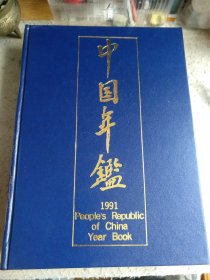 中国年鑑
1991
People's Republic
of China
Year Book